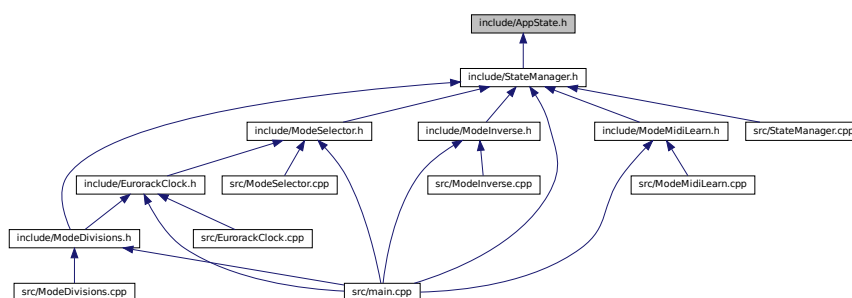 include/AppState.h
include/StateManager.h
include/ModeSelector.h
include/ModeInverse.h
include/ModeMidiLearn.h
src/StateManager.cpp
include/EurorackClock.h
src/ModeSelector.cpp
src/ModeInverse.cpp
src/ModeMidiLearn.cpp
include/ModeDivisions.h
src/EurorackClock.cpp
src/ModeDivisions.cpp
src/main.cpp